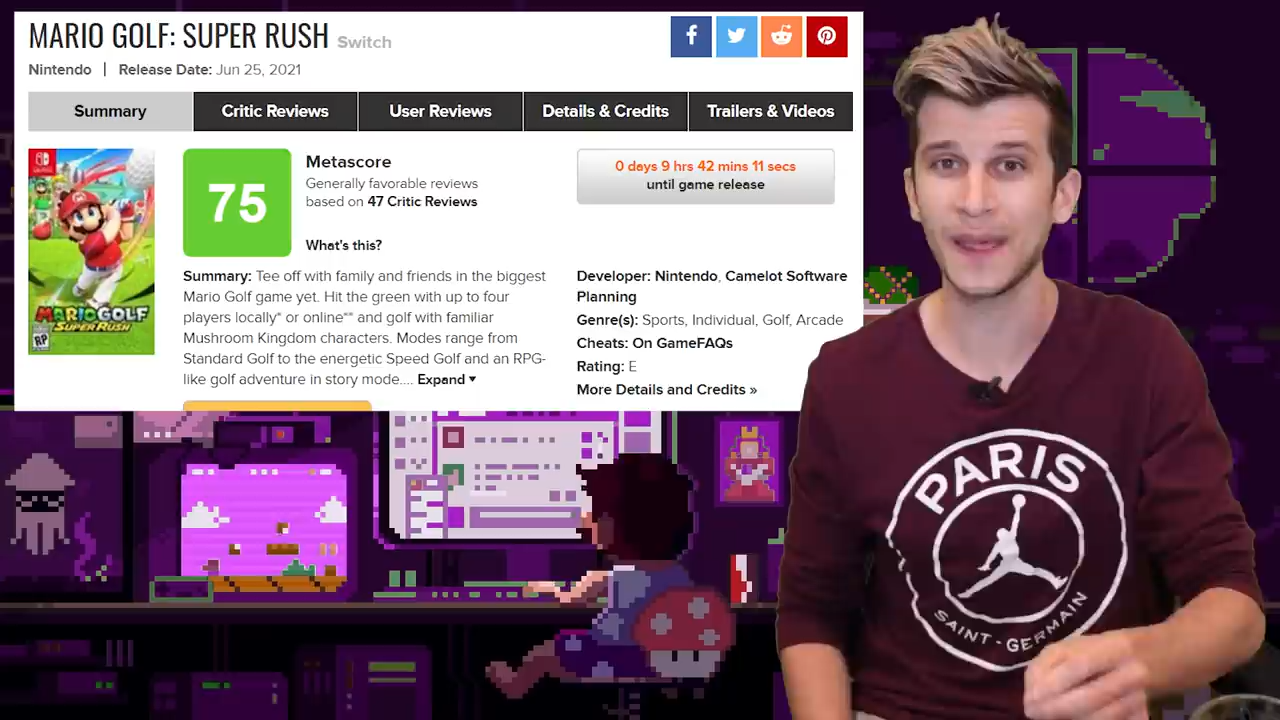 MARIO GOLF: SUPER RUSH Switch
Nintendo | Release Date: Jun 25, 2021
Summary
Critic Reviews
User Reviews
Details & Credits
Trailers & Videos
MARIO GOLF
SUPER RUSH
RP
75
Metascore
Generally favorable reviews
based on 47 Critic Reviews
What's this?
0 days 9 hrs 42 mins 11 secs
until game release
Summary: Tee off with family and friends in the biggest
Mario Golf game yet. Hit the green with up to four
players locally* or online** and golf with familiar
Mushroom Kingdom characters. Modes range from
Standard Golf to the energetic Speed Golf and an RPG-
like golf adventure in story mode.... Expand
Developer: Nintendo, Camelot Software
Planning
Genre(s): Sports, Individual, Golf, Arcade
Cheats: On GameFAQs
Rating: E
More Details and Credits »
PARIS
SAINT-GERMAIN